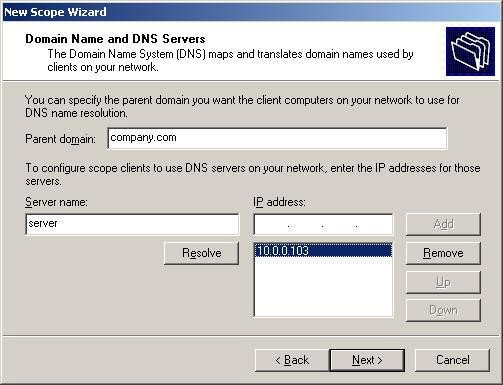 New Scope Wizard
Domain Name and DNS Servers
The Domain Name System (DNS) maps and translates domain names used by
clients on your network.
You can specify the parent domain you want the client computers on your network to use for
DNS name resolution.
Parent domain: company.com
To configure scope clients to use DNS servers on your network, enter the IP addresses for those
servers.
Server name: IP address:
server . . . Add
Resolve 10.0.0.103 Remove
Up
Down
< Back Next > Cancel